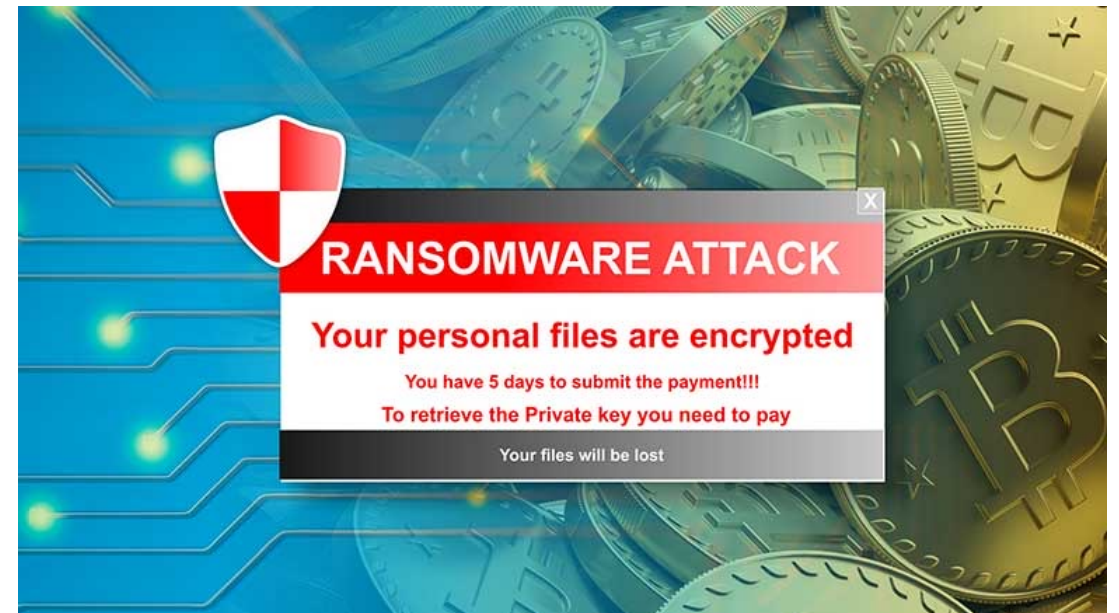 X
RANSOMWARE ATTACK
Your personal files are encrypted
You have 5 days to submit the payment!!!
To retrieve the Private key you need to pay
Your files will be lost